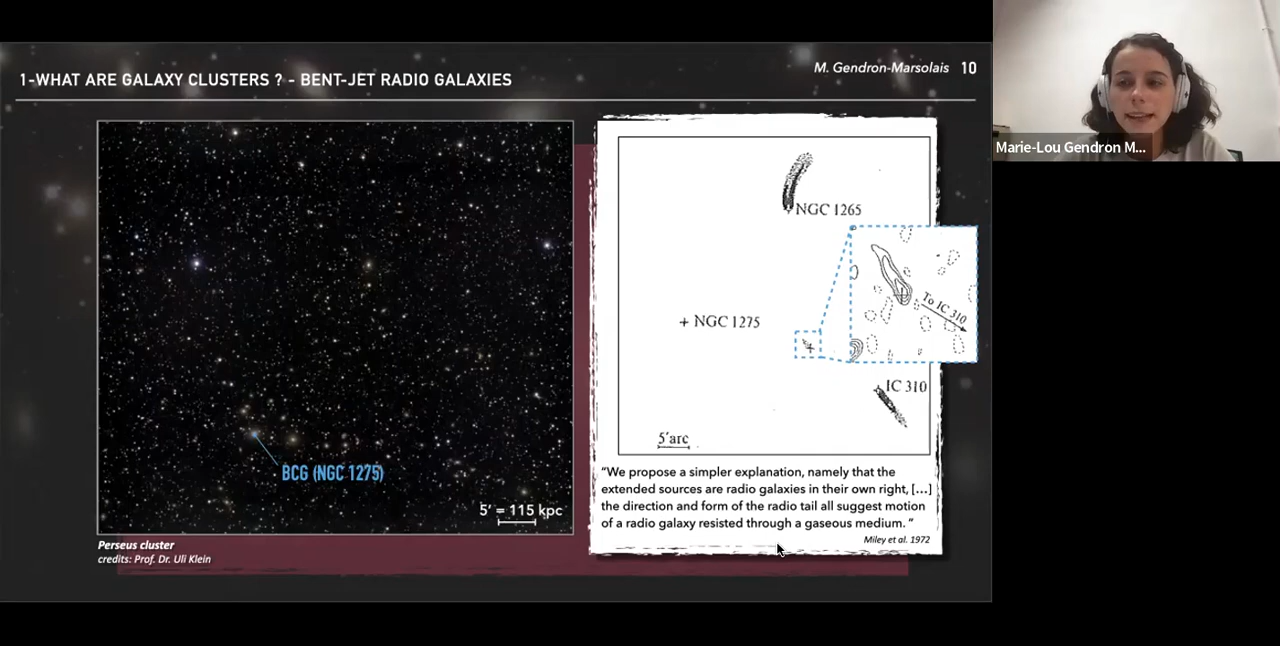 1-WHAT ARE GALAXY CLUSTERS ? - BENT-JET RADIO GALAXIES
M. Gendron-Marsolais 10
Marie-Lou Gendron M...
BCG (NGC 1275)
5' = 115 kpc
Perseus cluster
credits: Prof. Dr. Uli Klein
NGC 1265
+ NGC 1275
To IC 310
IC 310
5'arc
"We propose a simpler explanation, namely that the
extended sources are radio galaxies in their own right, [...]
the direction and form of the radio tail all suggest motion
of a radio galaxy resisted through a gaseous medium. "
Miley et al. 1972